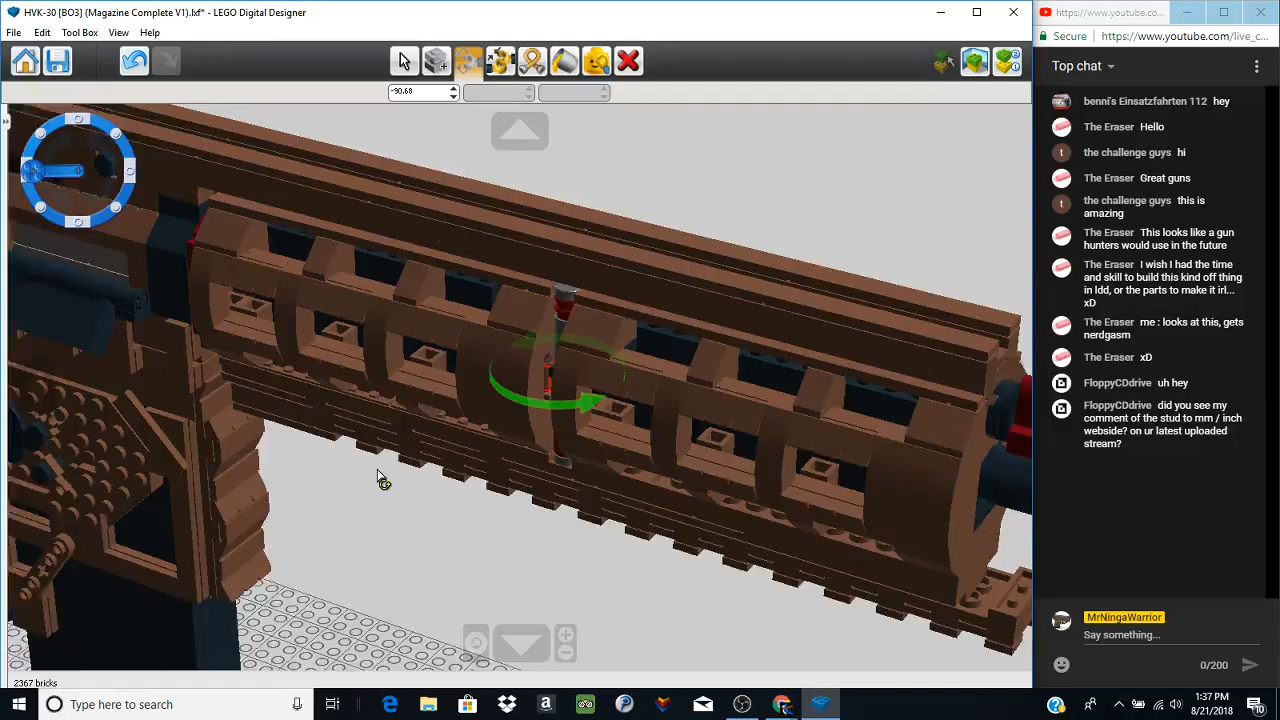 HVK-30 [BO3] (Magazine Complete V1).lxf* - LEGO Digital Designer
File Edit Tool Box View Help
-90.68
2367 bricks
https://www.youtube.co...
Secure https://www.youtube.com/live_c...
Top chat
benni's Einsatzfahrten 112 hey
The Eraser Hello
t the challenge guys hi
The Eraser Great guns
t the challenge guys this is
amazing
The Eraser This looks like a gun
hunters would use in the future
The Eraser I wish I had the time
and skill to build this kind off thing
in ldd, or the parts to make it irl...
xD
The Eraser me : looks at this, gets
nerdgasm
The Eraser xD
FloppyCDdrive uh hey
FloppyCDdrive did you see my
comment of the stud to mm / inch
webside? on ur latest uploaded
stream?
MrNingaWarrior
Say something...
0/200
Type here to search
a
1:37 PM
8/21/2018
10